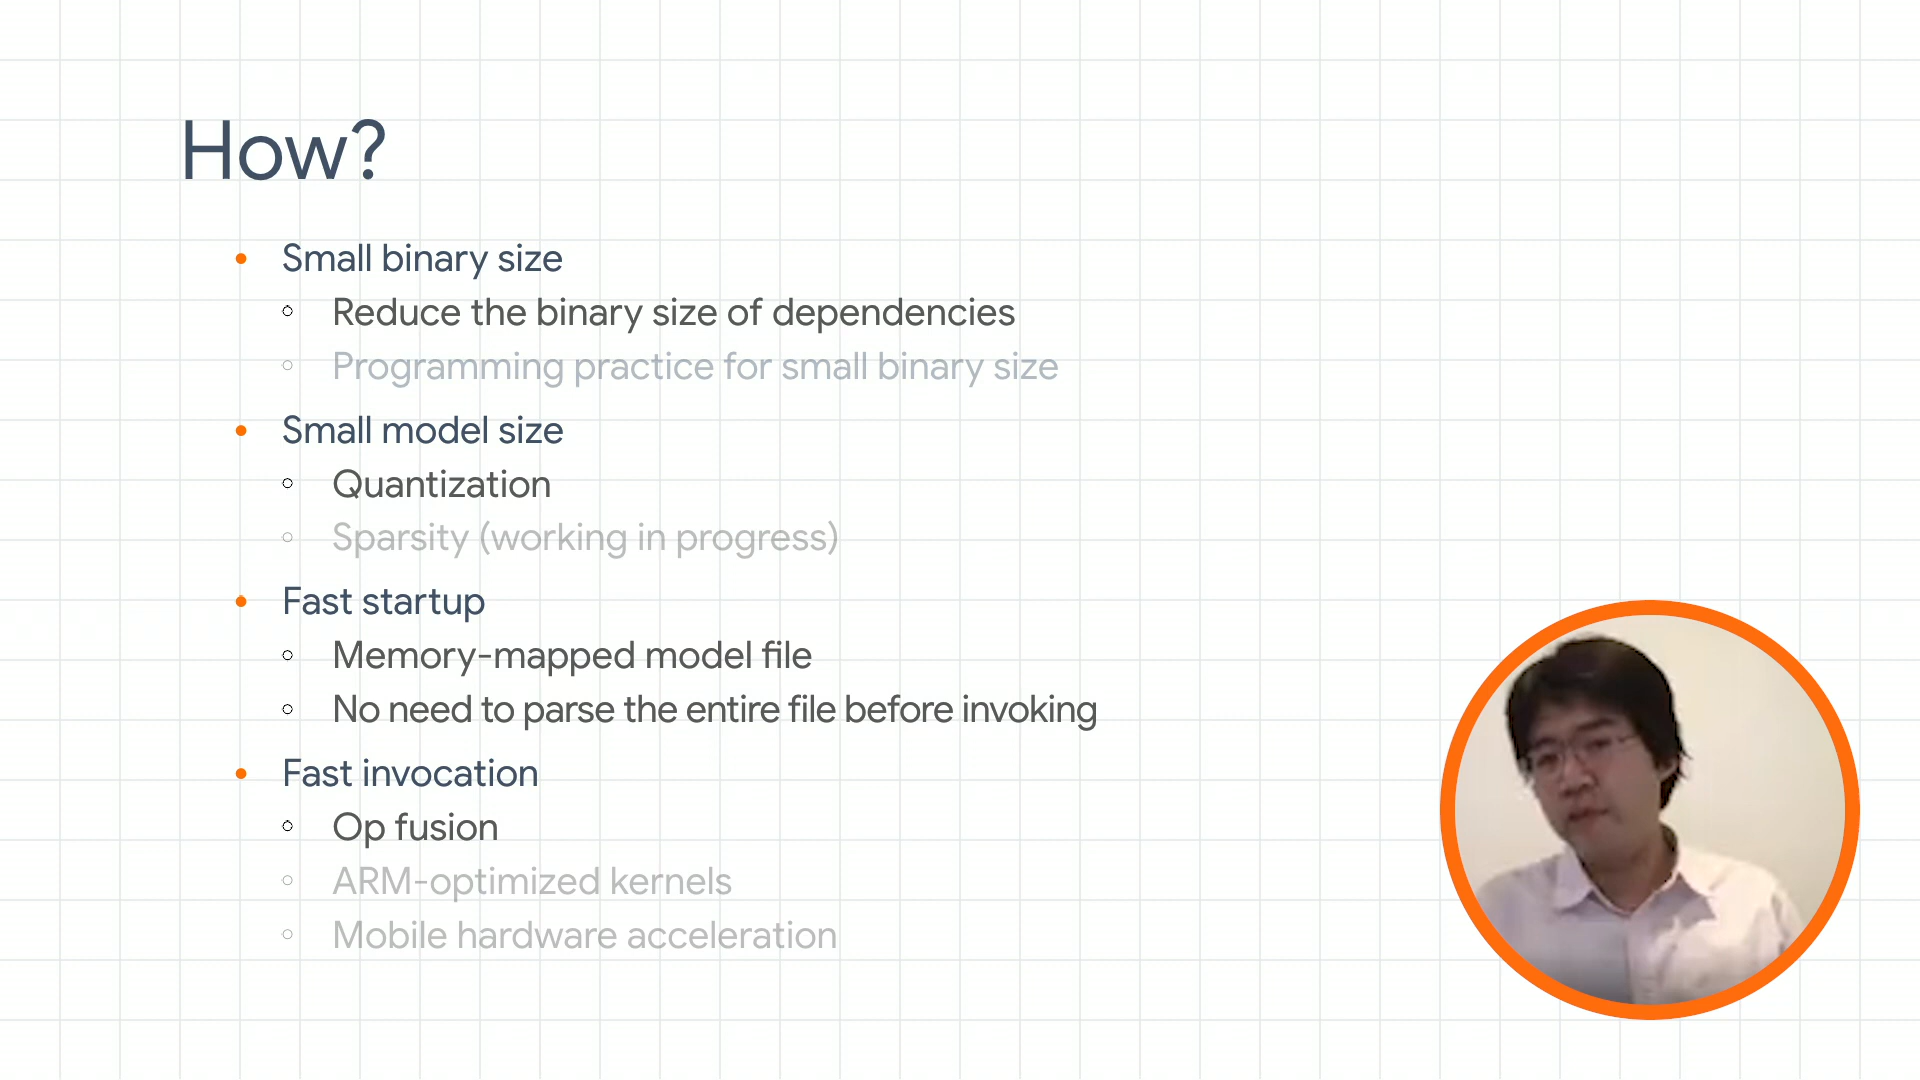 How?
Small binary size
Reduce the binary size of dependencies
Programming practice for small binary size
Small model size
Quantization
Sparsity (working in progress)
Fast startup
Memory-mapped model file
No need to parse the entire file before invoking
Fast invocation
Op fusion
ARM-optimized kernels
Mobile hardware acceleration